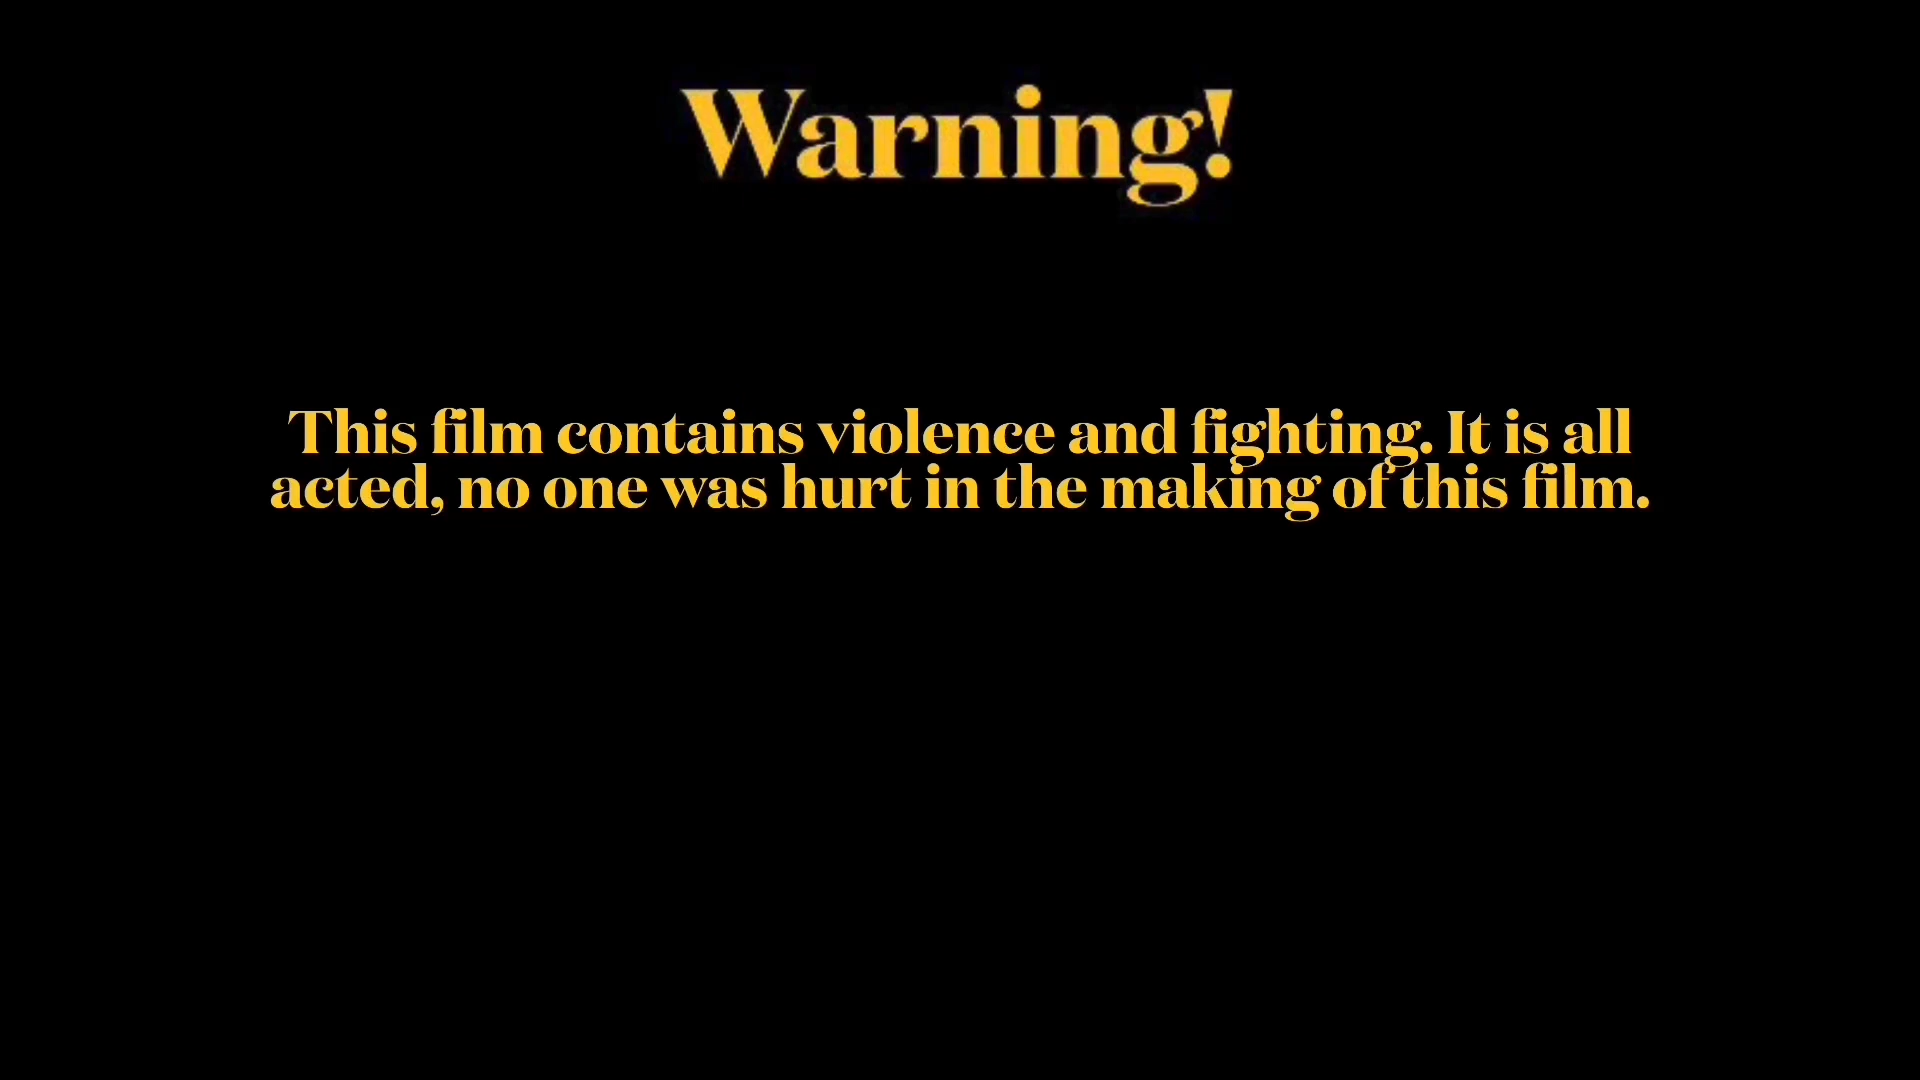 Warning!
This film contains violence and fighting. It is all
acted, no one was hurt in the making of this film.